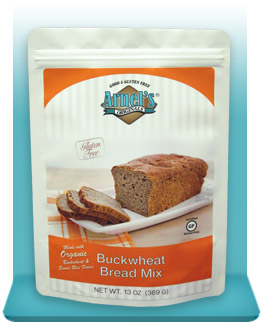 GOOD & GLUTEN FREE
Arnel's®
ORIGINALS
Gluten
Free
Made with
Organic
Buckwheat &
Brown Rice Flours
GF
Buckwheat
Bread Mix
NET WT. 13 OZ (369 g)